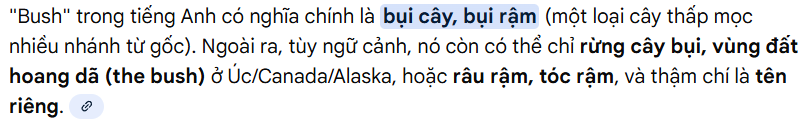 "Bush" trong tiếng Anh có nghĩa chính là bụi cây, bụi rậm (một loại cây thấp mọc
nhiều nhánh từ gốc). Ngoài ra, tùy ngữ cảnh, nó còn có thể chỉ rừng cây bụi, vùng đất
hoang dã (the bush) ở Úc/Canada/Alaska, hoặc râu rậm, tóc rậm, và thậm chí là tên
riêng.